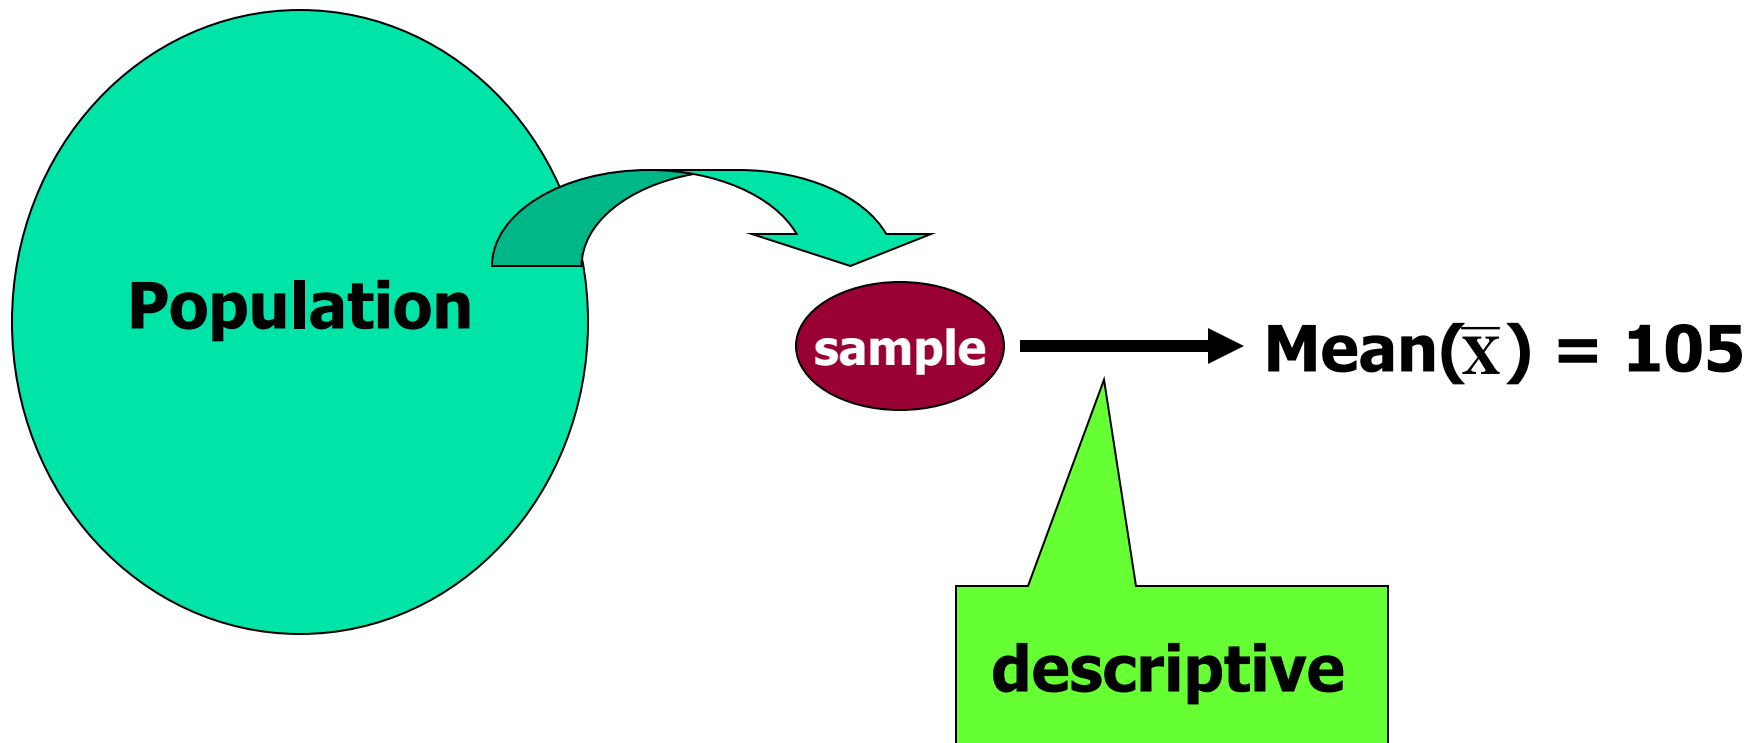 Population
sample
Mean(x̄) = 105
descriptive